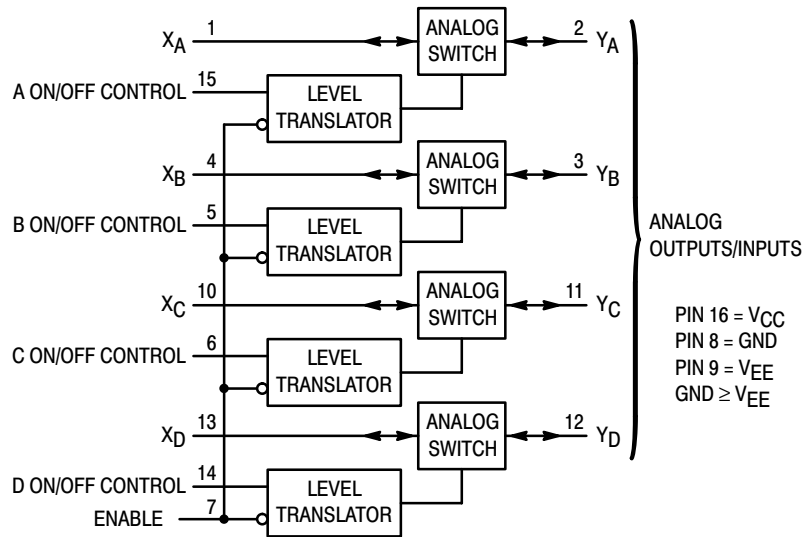 1 ANALOG SWITCH 2
XA YA
A ON/OFF CONTROL 15 LEVEL TRANSLATOR
4 ANALOG SWITCH 3
XB YB
B ON/OFF CONTROL 5 LEVEL TRANSLATOR
ANALOG OUTPUTS/INPUTS
10 ANALOG SWITCH 11
XC YC
C ON/OFF CONTROL 6 LEVEL TRANSLATOR
PIN 16 = VCC
PIN 8 = GND
PIN 9 = VEE
GND ≥ VEE
13 ANALOG SWITCH 12
XD YD
D ON/OFF CONTROL 14 LEVEL TRANSLATOR
ENABLE 7